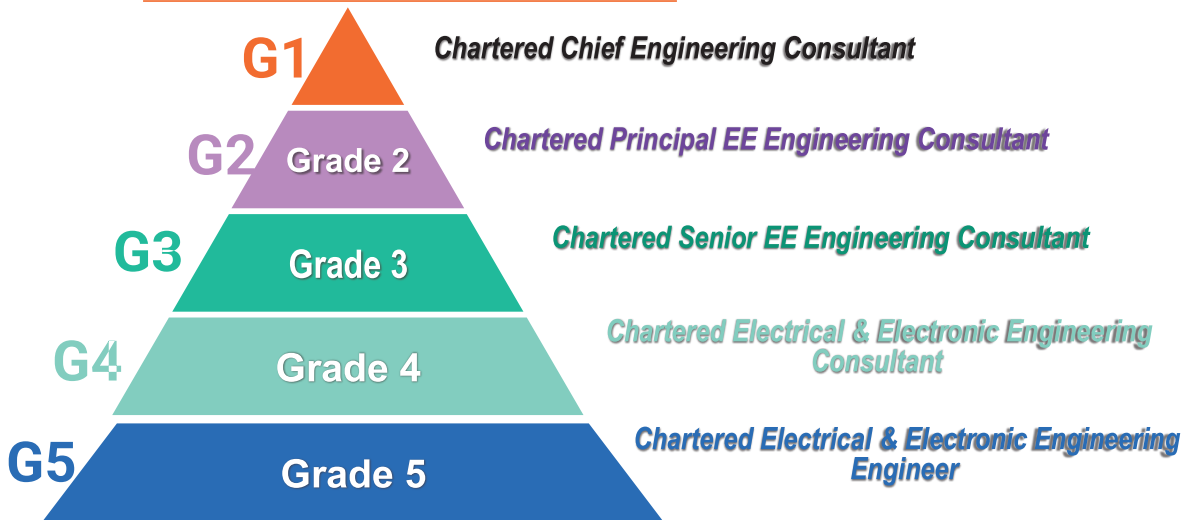 G1
Chartered Chief Engineering Consultant
G2
Grade 2
Chartered Principal EE Engineering Consultant
G3
Grade 3
Chartered Senior EE Engineering Consultant
G4
Grade 4
Chartered Electrical & Electronic Engineering
Consultant
G5
Grade 5
Chartered Electrical & Electronic Engineering
Engineer